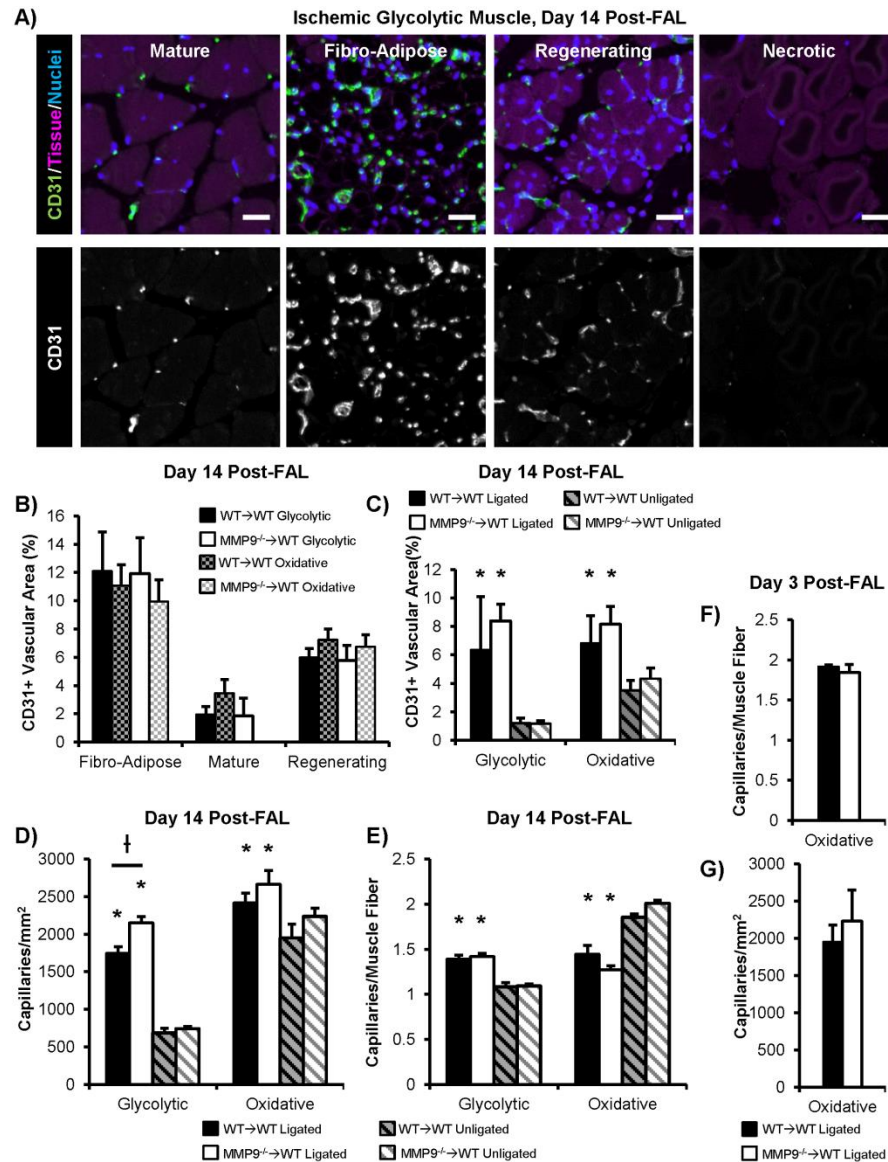 A)
Ischemic Glycolytic Muscle, Day 14 Post-FAL
Mature
Fibro-Adipose
Regenerating
Necrotic
CD31/Tissue/Nuclei
CD31
Day 14 Post-FAL
B)
CD31+ Vascular Area (%)
16
14
12
10
8
6
4
2
0
WT→WT Glycolytic
MMP9-/-→WT Glycolytic
WT→WT Oxidative
MMP9-/-→WT Oxidative
Fibro-Adipose
Mature
Regenerating
Day 14 Post-FAL
C)
WT→WT Ligated
WT→WT Unligated
MMP9-/-→WT Ligated
MMP9-/-→WT Unligated
CD31+ Vascular Area(%)
12
10
8
6
4
2
0
* *
* *
Glycolytic
Oxidative
Day 3 Post-FAL
F)
Capillaries/Muscle Fiber
2.5
2
1.5
1
0.5
0
Oxidative
Day 14 Post-FAL
D)
Capillaries/mm2
3000
2500
2000
1500
1000
500
0
ƚ
* *
* *
Glycolytic
Oxidative
Day 14 Post-FAL
E)
Capillaries/Muscle Fiber
2.5
2
1.5
1
0.5
0
* *
* *
Glycolytic
Oxidative
WT→WT Ligated
WT→WT Unligated
MMP9-/-→WT Ligated
MMP9-/-→WT Unligated
G)
Capillaries/mm2
3000
2500
2000
1500
1000
500
0
Oxidative
WT→WT Ligated
MMP9-/-→WT Ligated